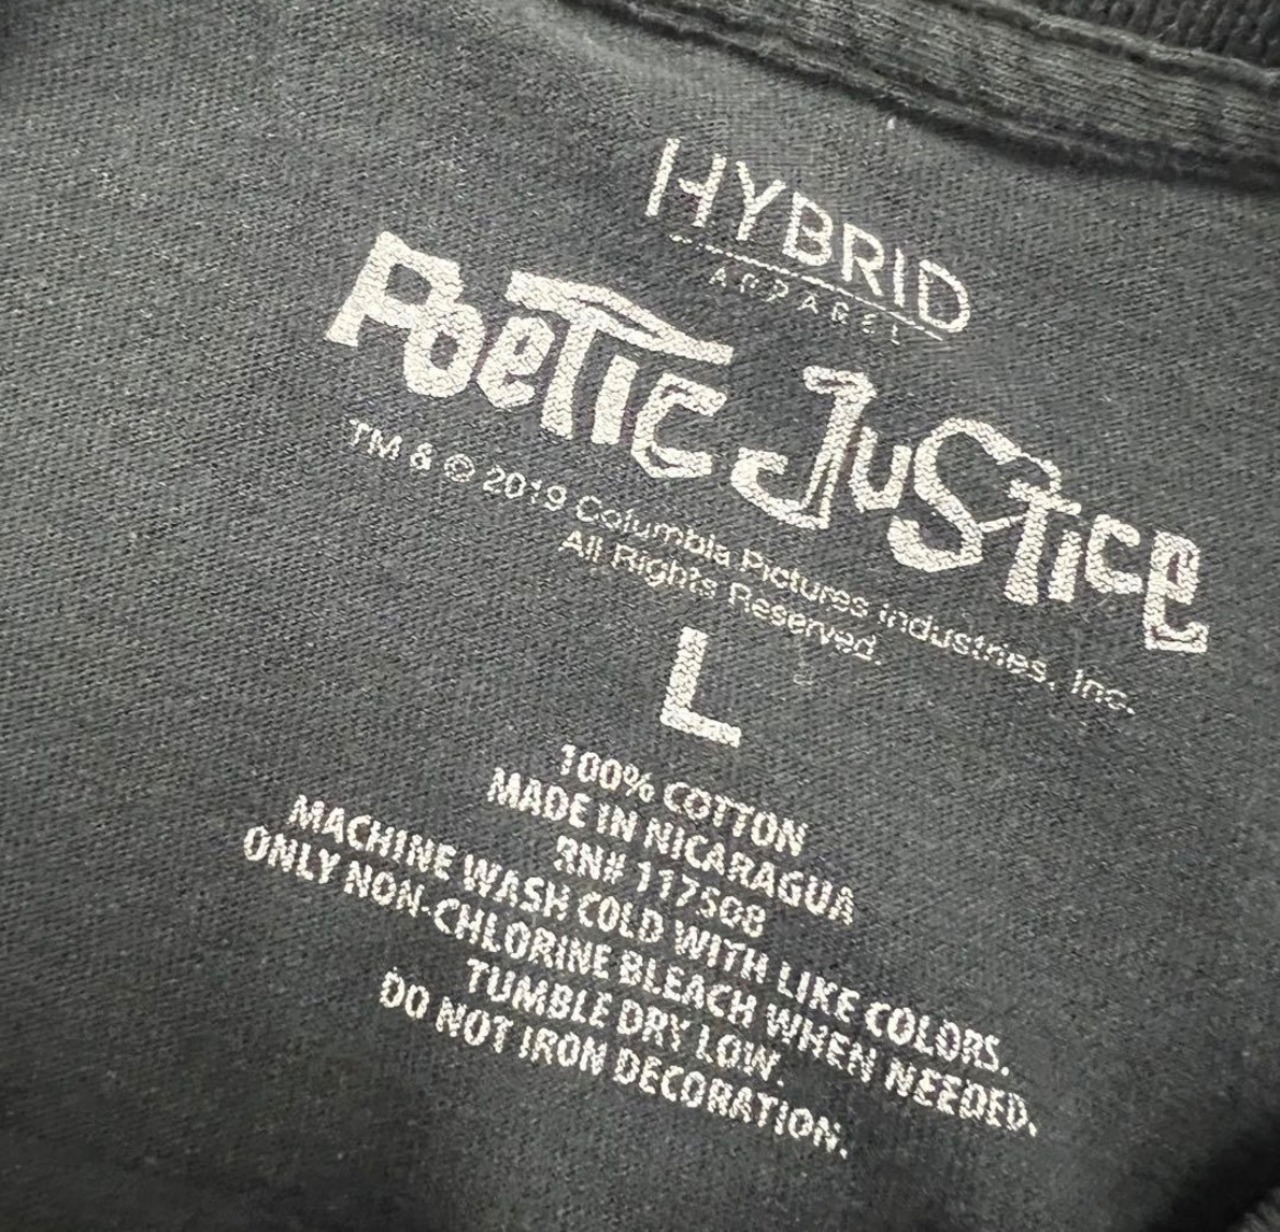 HYBRID
APPAREL
Poetic Justice
TM & © 2019 Columbia Pictures Industries, Inc.
All Rights Reserved.
L
100% COTTON
MADE IN NICARAGUA
RN# 117508
MACHINE WASH COLD WITH LIKE COLORS.
ONLY NON-CHLORINE BLEACH WHEN NEEDED.
TUMBLE DRY LOW.
DO NOT IRON DECORATION.